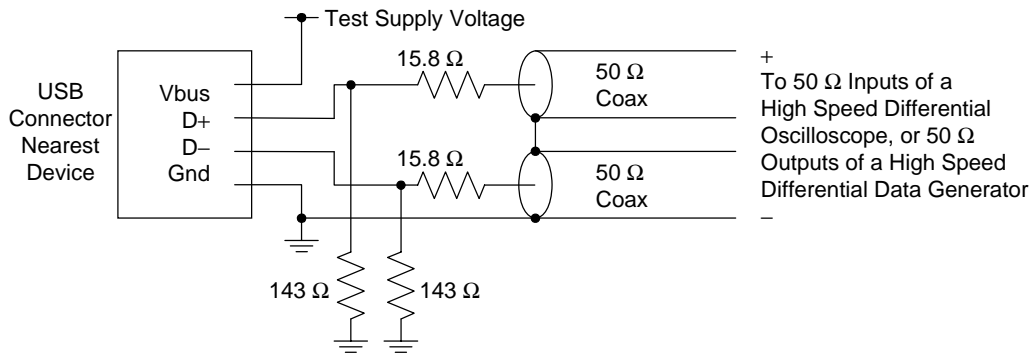 Test Supply Voltage
USB
Connector
Nearest
Device
Vbus
D+
D−
Gnd
15.8 Ω
15.8 Ω
50 Ω
Coax
50 Ω
Coax
+
To 50 Ω Inputs of a
High Speed Differential
Oscilloscope, or 50 Ω
Outputs of a High Speed
Differential Data Generator
−
143 Ω
143 Ω